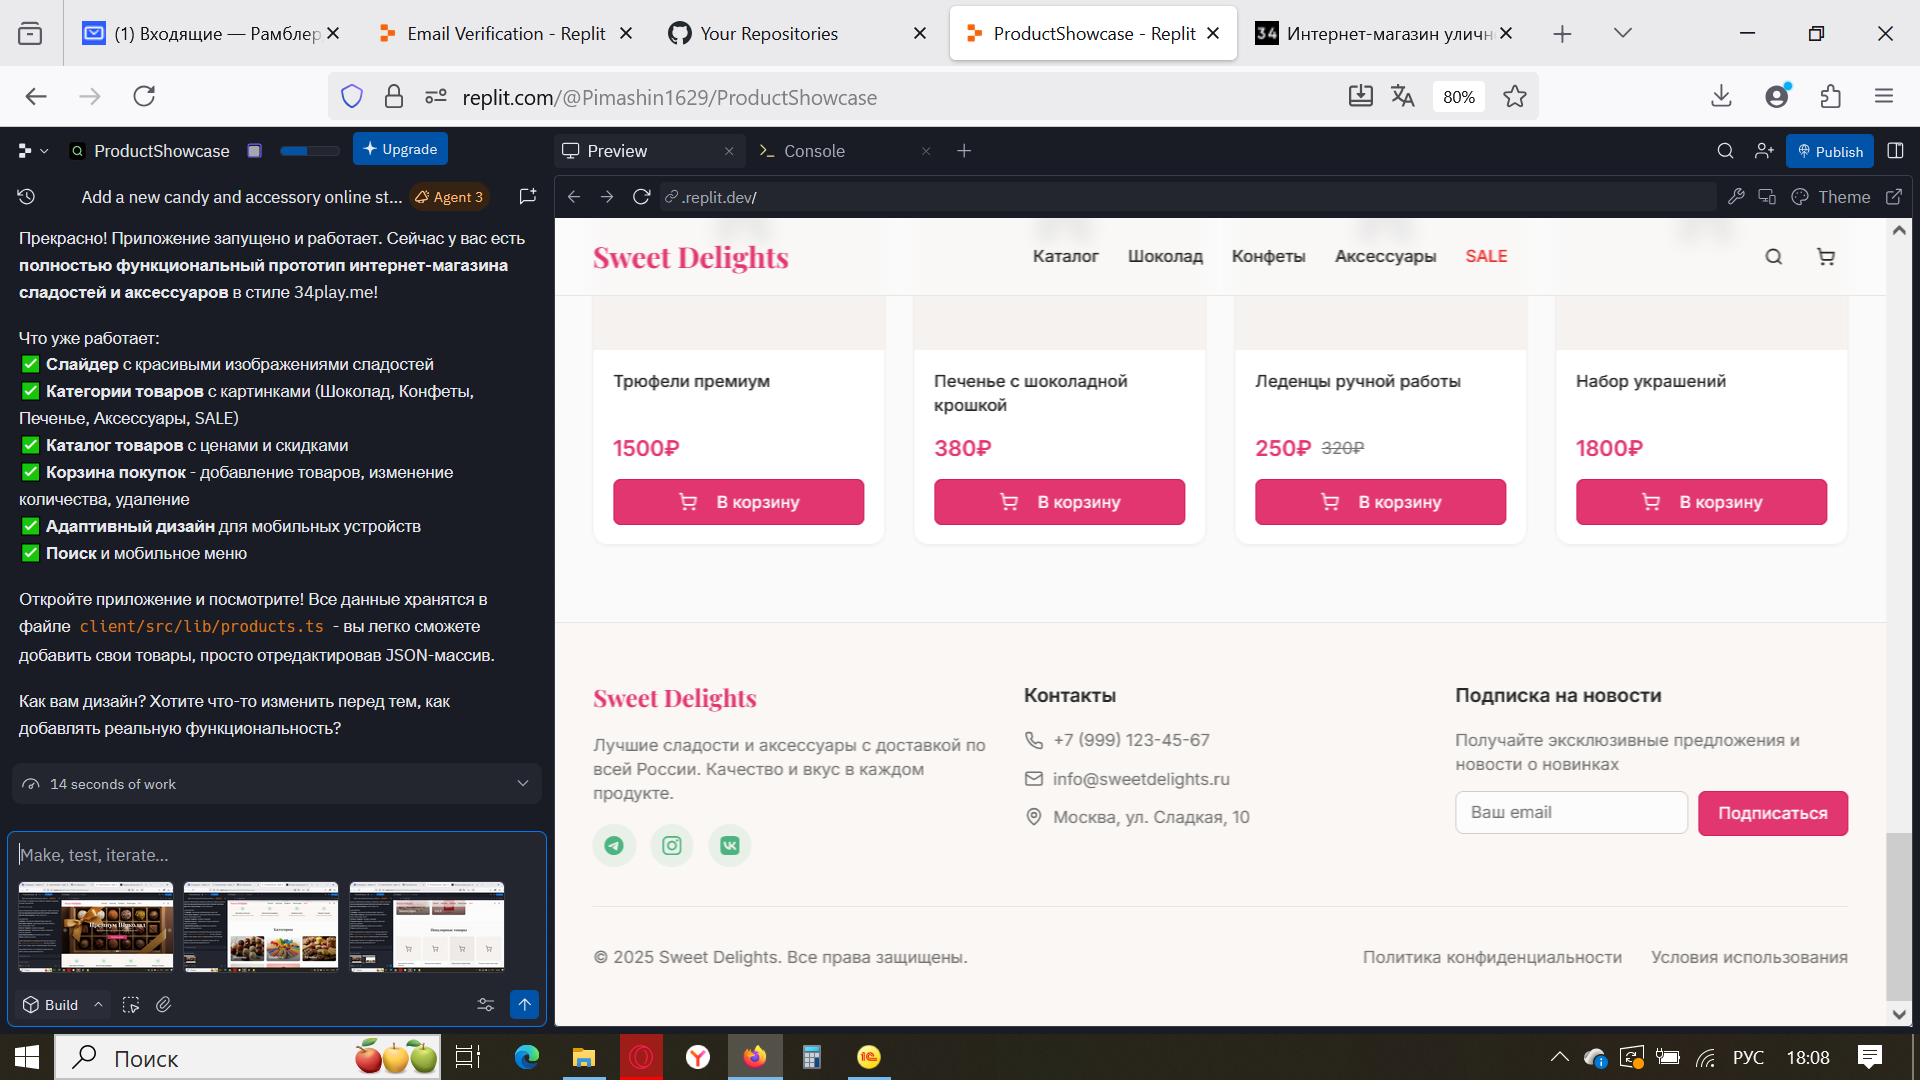 (1) Входящие — Рамблер
Email Verification - Replit
Your Repositories
ProductShowcase - Replit
34
Интернет-магазин улично
replit.com/@Pimashin1629/ProductShowcase
80%
ProductShowcase
Upgrade
Preview
Console
Publish
Add a new candy and accessory online st...
Agent 3
.replit.dev/
Theme
Прекрасно! Приложение запущено и работает. Сейчас у вас есть
полностью функциональный прототип интернет-магазина
сладостей и аксессуаров в стиле 34play.me!
Что уже работает:
✅ Слайдер с красивыми изображениями сладостей
✅ Категории товаров с картинками (Шоколад, Конфеты,
Печенье, Аксессуары, SALE)
✅ Каталог товаров с ценами и скидками
✅ Корзина покупок - добавление товаров, изменение
количества, удаление
✅ Адаптивный дизайн для мобильных устройств
✅ Поиск и мобильное меню
Откройте приложение и посмотрите! Все данные хранятся в
файле client/src/lib/products.ts - вы легко сможете
добавить свои товары, просто отредактировав JSON-массив.
Как вам дизайн? Хотите что-то изменить перед тем, как
добавлять реальную функциональность?
14 seconds of work
Make, test, iterate...
Премиум Шоколад
Категории
Популярные товары
Build
Sweet Delights
Каталог
Шоколад
Конфеты
Аксессуары
SALE
Трюфели премиум
1500₽
В корзину
Печенье с шоколадной
крошкой
380₽
В корзину
Леденцы ручной работы
250₽ 320₽
В корзину
Набор украшений
1800₽
В корзину
Sweet Delights
Лучшие сладости и аксессуары с доставкой по
всей России. Качество и вкус в каждом
продукте.
Контакты
+7 (999) 123-45-67
info@sweetdelights.ru
Москва, ул. Сладкая, 10
Подписка на новости
Получайте эксклюзивные предложения и
новости о новинках
Ваш email
Подписаться
© 2025 Sweet Delights. Все права защищены.
Политика конфиденциальности
Условия использования
Поиск
РУС
18:08